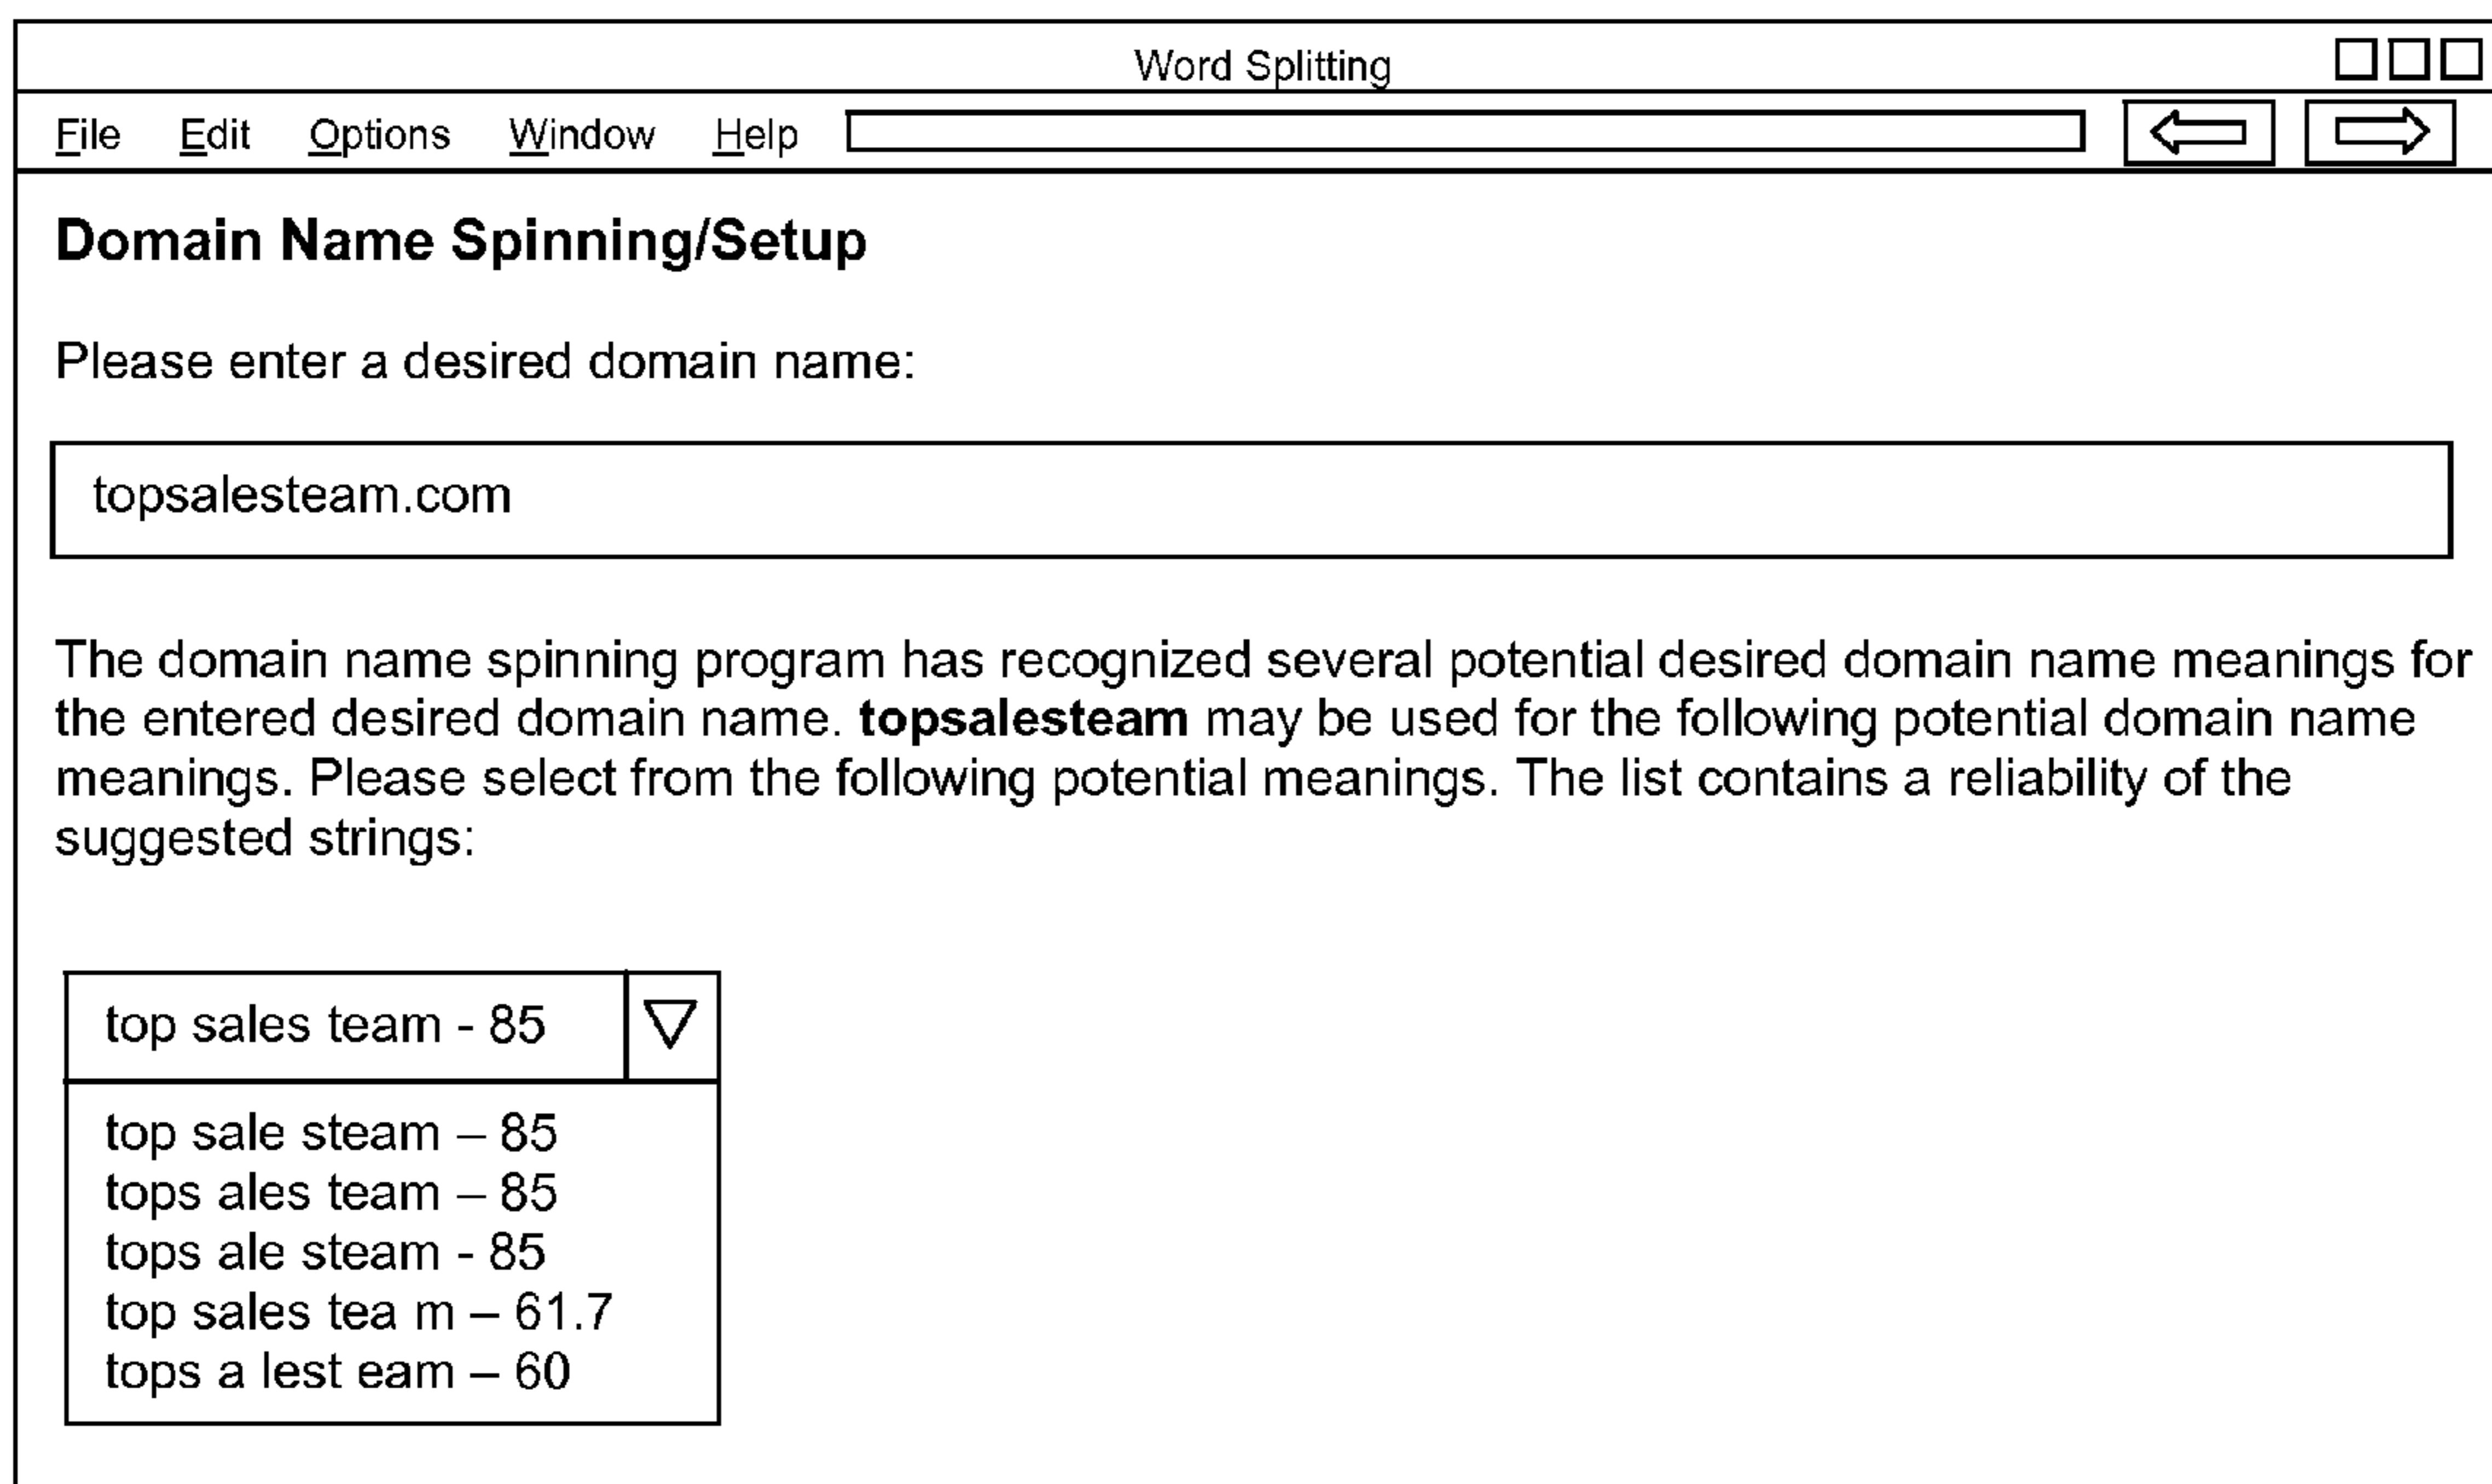 Word Splitting
File Edit Options Window Help
Domain Name Spinning/Setup
Please enter a desired domain name:
topsalesteam.com
The domain name spinning program has recognized several potential desired domain name meanings for
the entered desired domain name. topsalesteam may be used for the following potential domain name
meanings. Please select from the following potential meanings. The list contains a reliability of the
suggested strings:
top sales team - 85
top sale steam – 85
tops ales team – 85
tops ale steam - 85
top sales tea m – 61.7
tops a lest eam – 60